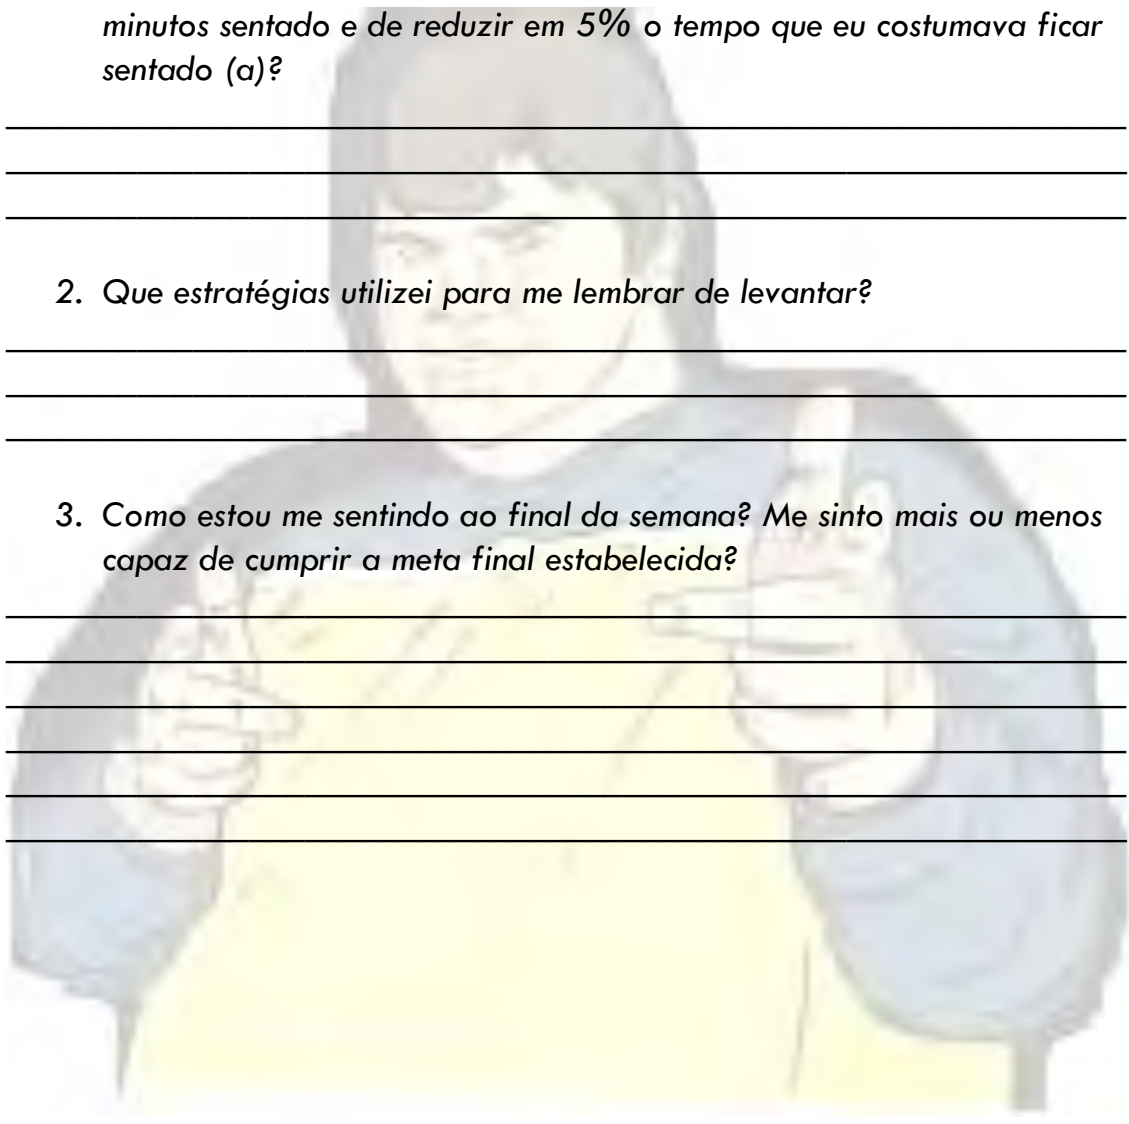 minutos sentado e de reduzir em 5% o tempo que eu costumava ficar
sentado (a)?
2. Que estratégias utilizei para me lembrar de levantar?
3. Como estou me sentindo ao final da semana? Me sinto mais ou menos
capaz de cumprir a meta final estabelecida?